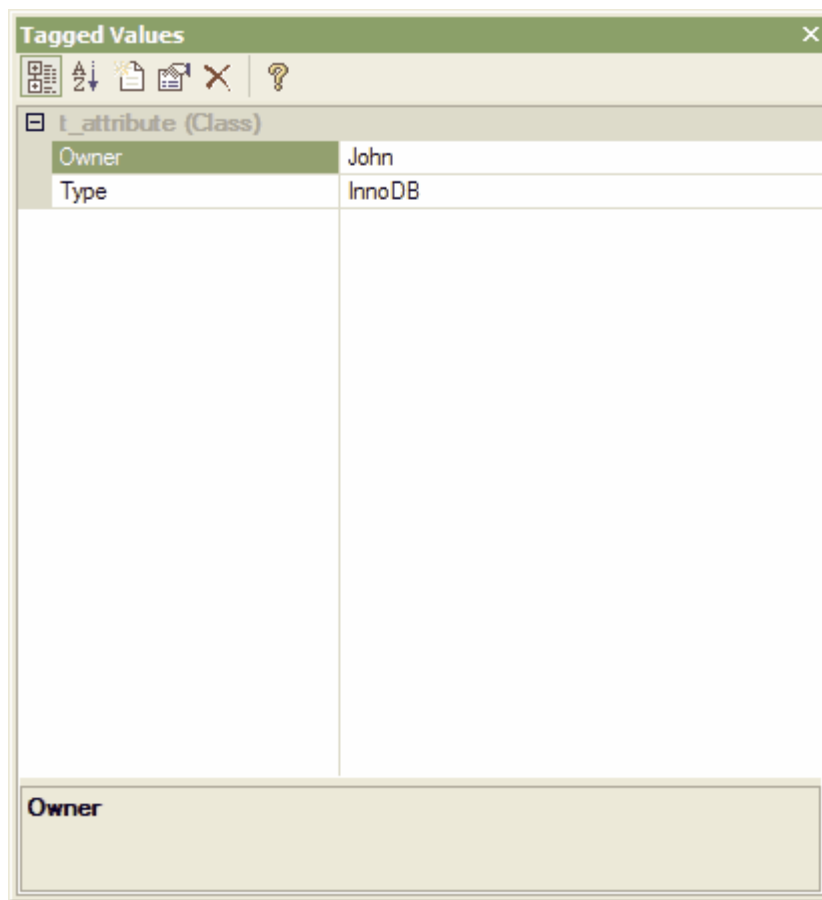 Tagged Values
t_attribute (Class)
Owner John
Type InnoDB
Owner